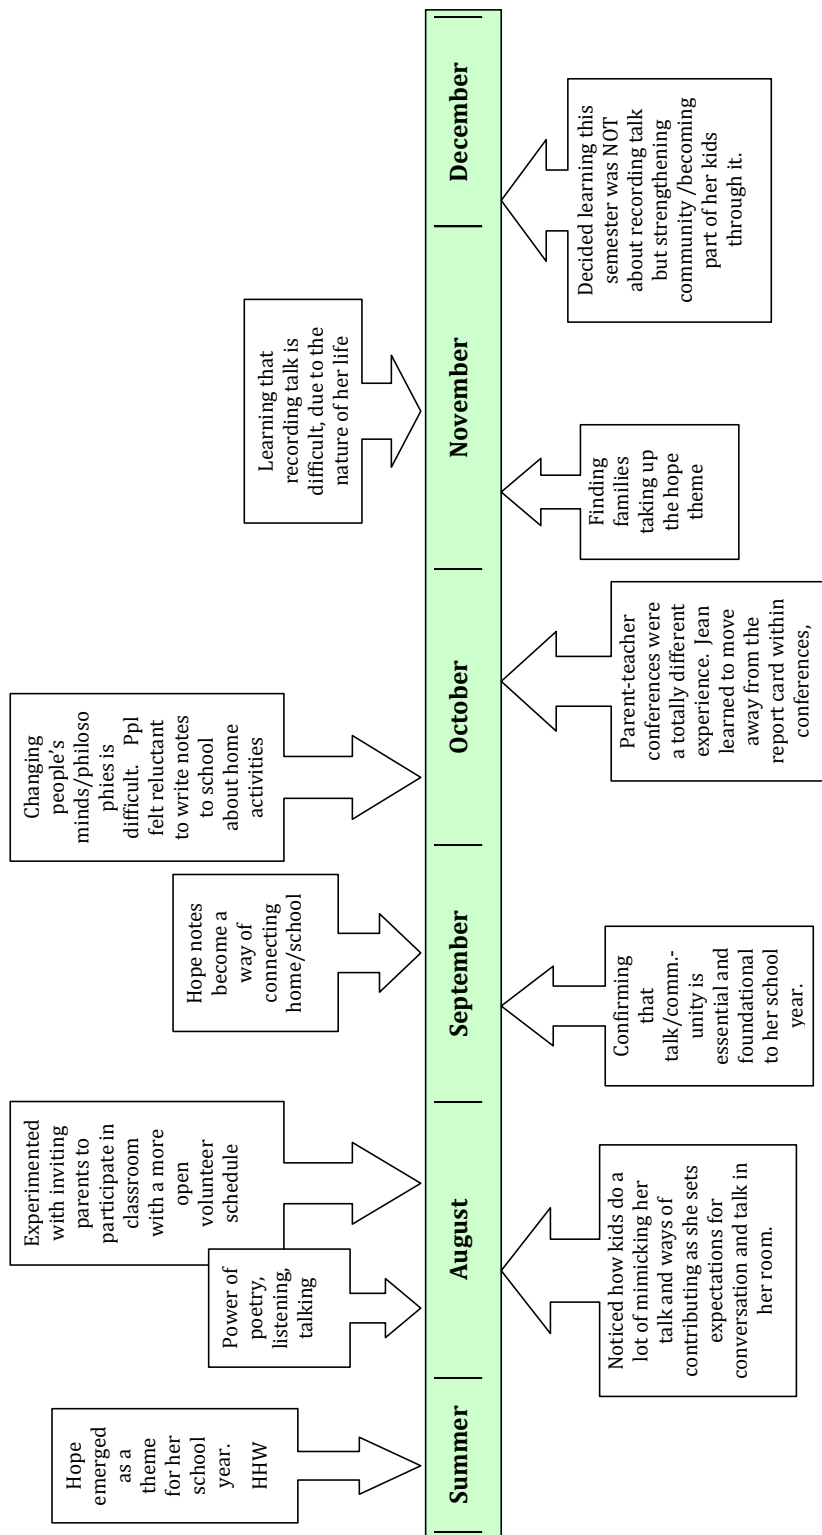 Hope
emerged
as a
theme for her
school
year.
HHW
Power of
poetry,
listening,
talking
Experimented
with inviting
parents to
participate in
classroom
with a more
open
volunteer
schedule
Hope notes
become a
way of
connecting
home/school
Changing
people’s
minds/philoso
phies is
difficult.  Ppl
felt reluctant
to write notes
to school
about home
activities
Learning that
recording talk is
difficult, due to the
nature of her life
Summer
August
September
October
November
December
Noticed how kids do a
lot of mimicking her
talk and ways of
contributing as she sets
expectations for
conversation and talk in
her room.
Confirming
that
talk/comm.-
unity is
essential and
foundational
to her school
year.
Parent-teacher
conferences were
a totally different
experience. Jean
learned to move
away from the
report card within
conferences,
Finding
families
taking up
the hope
theme
Decided learning this
semester was NOT
about recording talk
but strengthening
community /becoming
part of her kids
through it.